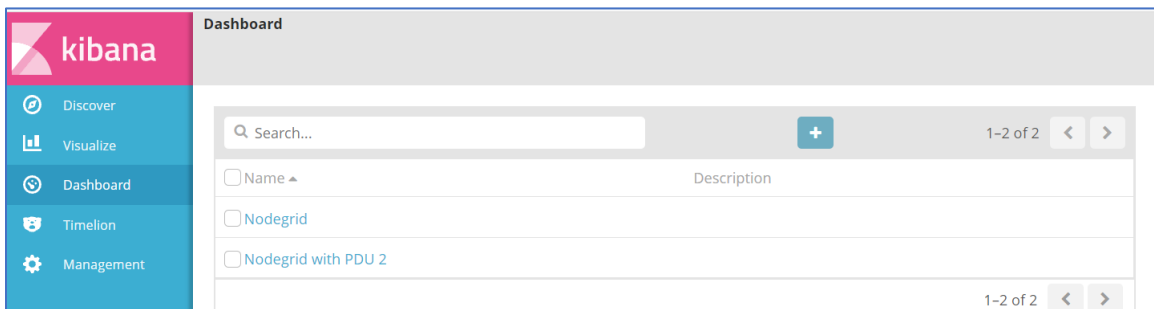 kibana
Dashboard
Discover
Visualize
Dashboard
Timelion
Management
Search...
+
1–2 of 2
Name
Description
Nodegrid
Nodegrid with PDU 2
1–2 of 2